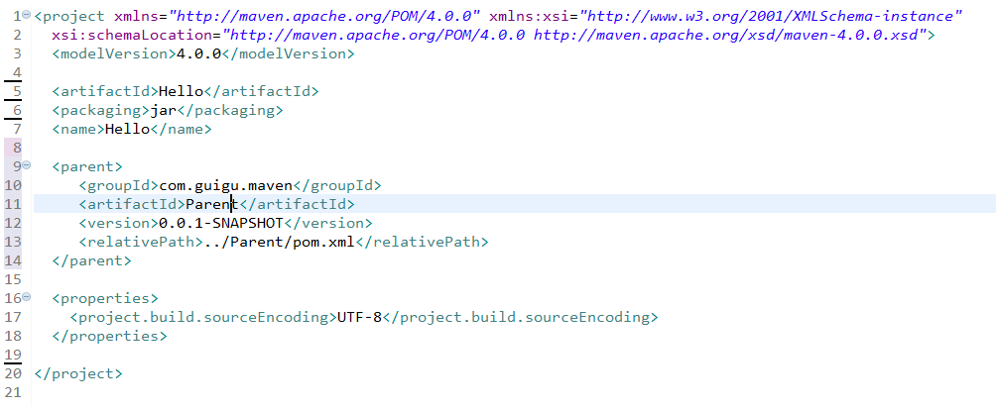 1 <project xmlns="http://maven.apache.org/POM/4.0.0" xmlns:xsi="http://www.w3.org/2001/XMLSchema-instance"
2   xsi:schemaLocation="http://maven.apache.org/POM/4.0.0 http://maven.apache.org/xsd/maven-4.0.0.xsd">
3   <modelVersion>4.0.0</modelVersion>
4
5   <artifactId>Hello</artifactId>
6   <packaging>jar</packaging>
7   <name>Hello</name>
8
9   <parent>
10     <groupId>com.guigu.maven</groupId>
11     <artifactId>Parent</artifactId>
12     <version>0.0.1-SNAPSHOT</version>
13     <relativePath>../Parent/pom.xml</relativePath>
14   </parent>
15
16   <properties>
17     <project.build.sourceEncoding>UTF-8</project.build.sourceEncoding>
18   </properties>
19
20 </project>
21